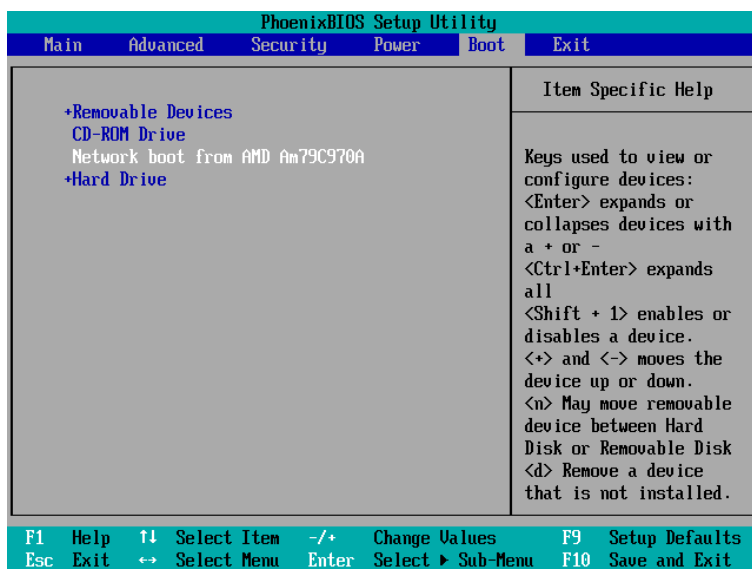 PhoenixBIOS Setup Utility
Main Advanced Security Power Boot Exit
+Removable Devices
CD-ROM Drive
Network boot from AMD Am79C970A
+Hard Drive
Item Specific Help
Keys used to view or
configure devices:
<Enter> expands or
collapses devices with
a + or -
<Ctrl+Enter> expands
all
<Shift + 1> enables or
disables a device.
<+> and <-> moves the
device up or down.
<n> May move removable
device between Hard
Disk or Removable Disk
<d> Remove a device
that is not installed.
F1 Help ↑↓ Select Item -/+ Change Values F9 Setup Defaults
Esc Exit ↔ Select Menu Enter Select ▶ Sub-Menu F10 Save and Exit